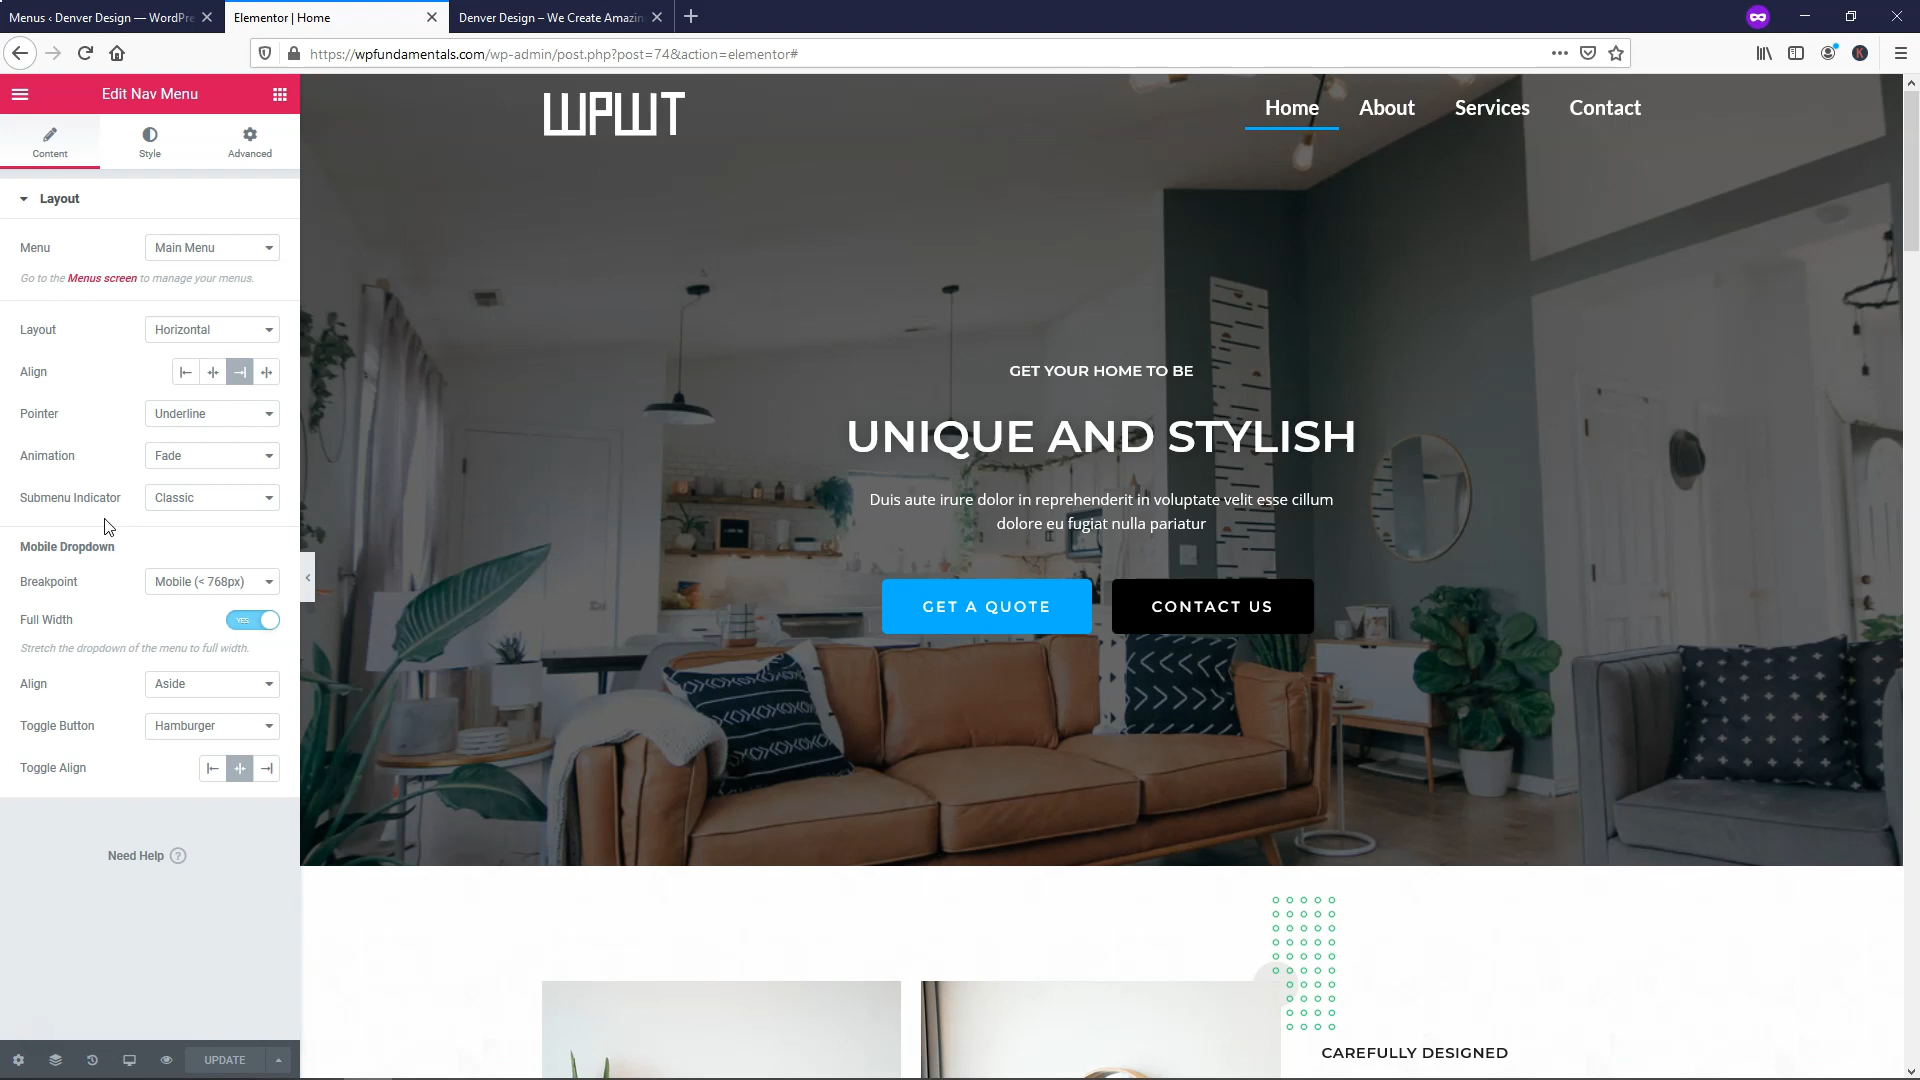 Menus ‹ Denver Design — WordPre
Elementor | Home
Denver Design – We Create Amazin
https://wpfundamentals.com/wp-admin/post.php?post=74&action=elementor#
K
Edit Nav Menu
Content
Style
Advanced
Layout
Menu
Main Menu
Go to the Menus screen to manage your menus.
Layout
Horizontal
Align
Pointer
Underline
Animation
Fade
Submenu Indicator
Classic
Mobile Dropdown
Breakpoint
Mobile (< 768px)
Full Width
YES
Stretch the dropdown of the menu to full width.
Align
Aside
Toggle Button
Hamburger
Toggle Align
Need Help ?
UPDATE
WPWT
Home
About
Services
Contact
GET YOUR HOME TO BE
UNIQUE AND STYLISH
Duis aute irure dolor in reprehenderit in voluptate velit esse cillum
dolore eu fugiat nulla pariatur
GET A QUOTE
CONTACT US
CAREFULLY DESIGNED